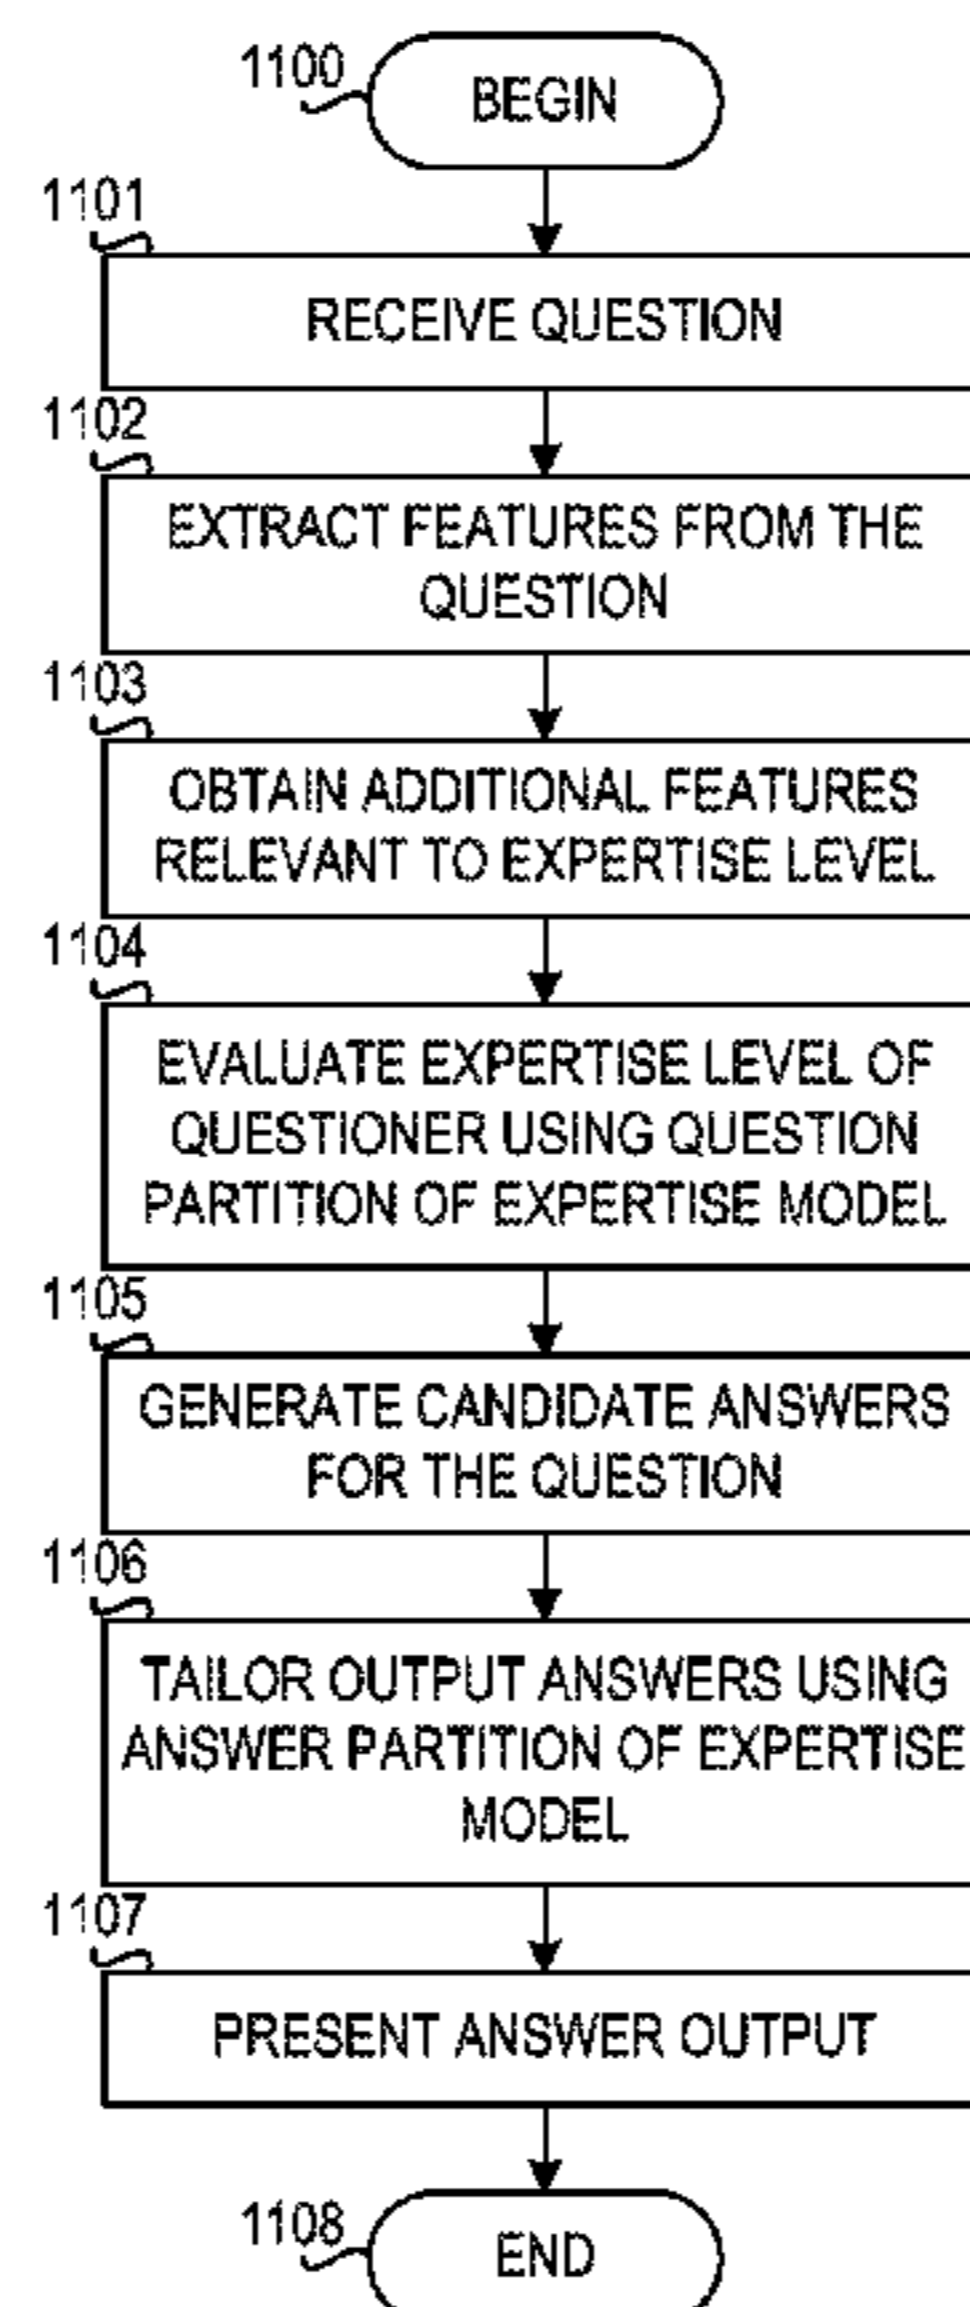 1100
BEGIN
1101
RECEIVE QUESTION
1102
EXTRACT FEATURES FROM THE
QUESTION
1103
OBTAIN ADDITIONAL FEATURES
RELEVANT TO EXPERTISE LEVEL
1104
EVALUATE EXPERTISE LEVEL OF
QUESTIONER USING QUESTION
PARTITION OF EXPERTISE MODEL
1105
GENERATE CANDIDATE ANSWERS
FOR THE QUESTION
1106
TAILOR OUTPUT ANSWERS USING
ANSWER PARTITION OF EXPERTISE
MODEL
1107
PRESENT ANSWER OUTPUT
1108
END